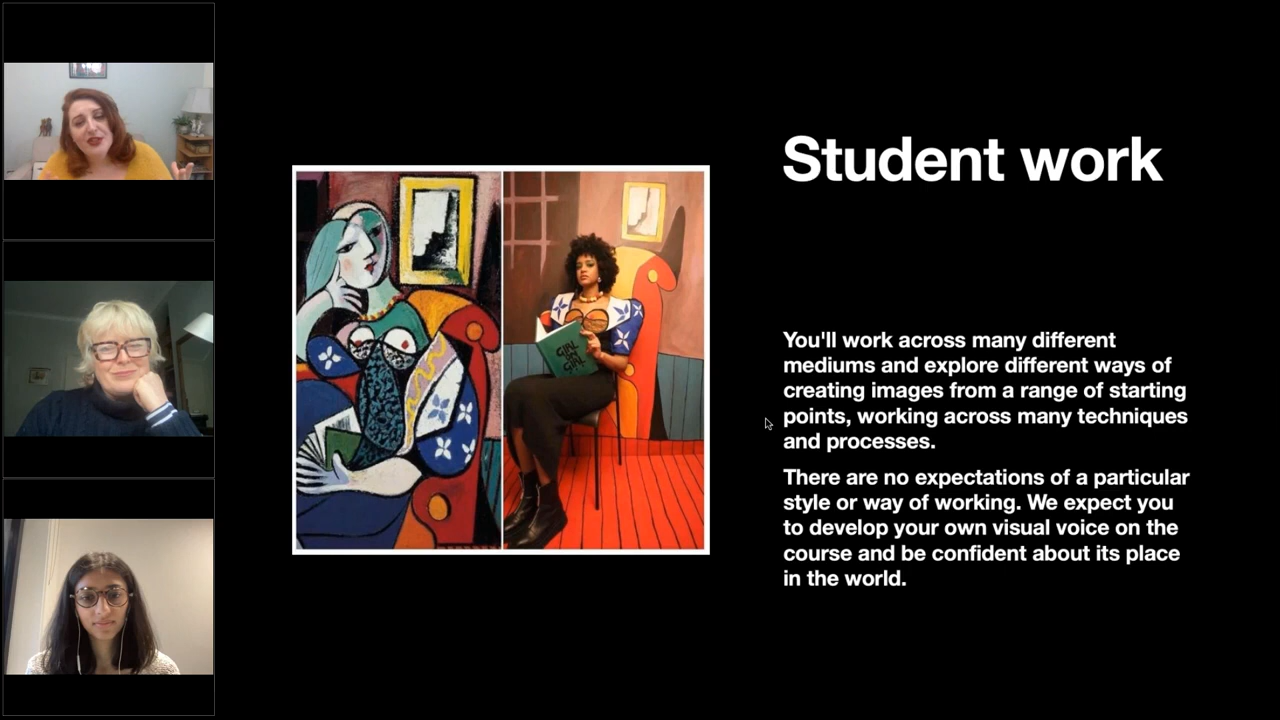 Student work
You'll work across many different
mediums and explore different ways of
creating images from a range of starting
points, working across many techniques
and processes.
There are no expectations of a particular
style or way of working. We expect you
to develop your own visual voice on the
course and be confident about its place
in the world.